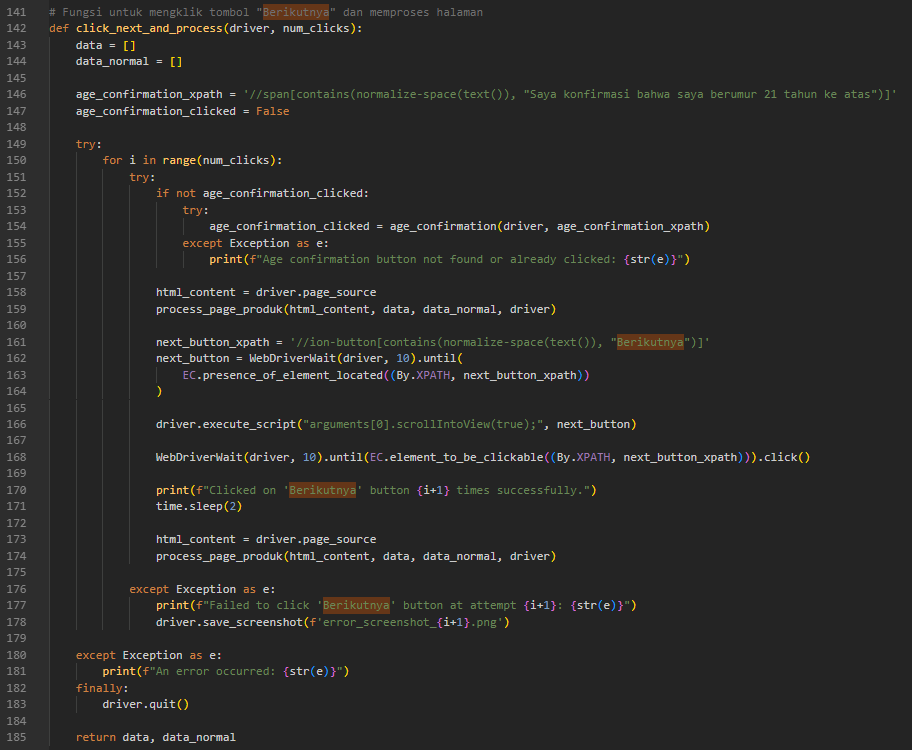 141 # Fungsi untuk mengklik tombol "Berikutnya" dan memproses halaman
142 def click_next_and_process(driver, num_clicks):
143     data = []
144     data_normal = []
145
146     age_confirmation_xpath = '//span[contains(normalize-space(text()), "Saya konfirmasi bahwa saya berumur 21 tahun ke atas")]'
147     age_confirmation_clicked = False
148
149     try:
150         for i in range(num_clicks):
151             try:
152                 if not age_confirmation_clicked:
153                     try:
154                         age_confirmation_clicked = age_confirmation(driver, age_confirmation_xpath)
155                     except Exception as e:
156                         print(f"Age confirmation button not found or already clicked: {str(e)}")
157
158                 html_content = driver.page_source
159                 process_page_produk(html_content, data, data_normal, driver)
160
161                 next_button_xpath = '//ion-button[contains(normalize-space(text()), "Berikutnya")]'
162                 next_button = WebDriverWait(driver, 10).until(
163                     EC.presence_of_element_located((By.XPATH, next_button_xpath))
164                 )
165
166                 driver.execute_script("arguments[0].scrollIntoView(true);", next_button)
167
168                 WebDriverWait(driver, 10).until(EC.element_to_be_clickable((By.XPATH, next_button_xpath))).click()
169
170                 print(f"Clicked on 'Berikutnya' button {i+1} times successfully.")
171                 time.sleep(2)
172
173                 html_content = driver.page_source
174                 process_page_produk(html_content, data, data_normal, driver)
175
176             except Exception as e:
177                 print(f"Failed to click 'Berikutnya' button at attempt {i+1}: {str(e)}")
178                 driver.save_screenshot(f'error_screenshot_{i+1}.png')
179
180     except Exception as e:
181         print(f"An error occurred: {str(e)}")
182     finally:
183         driver.quit()
184
185     return data, data_normal